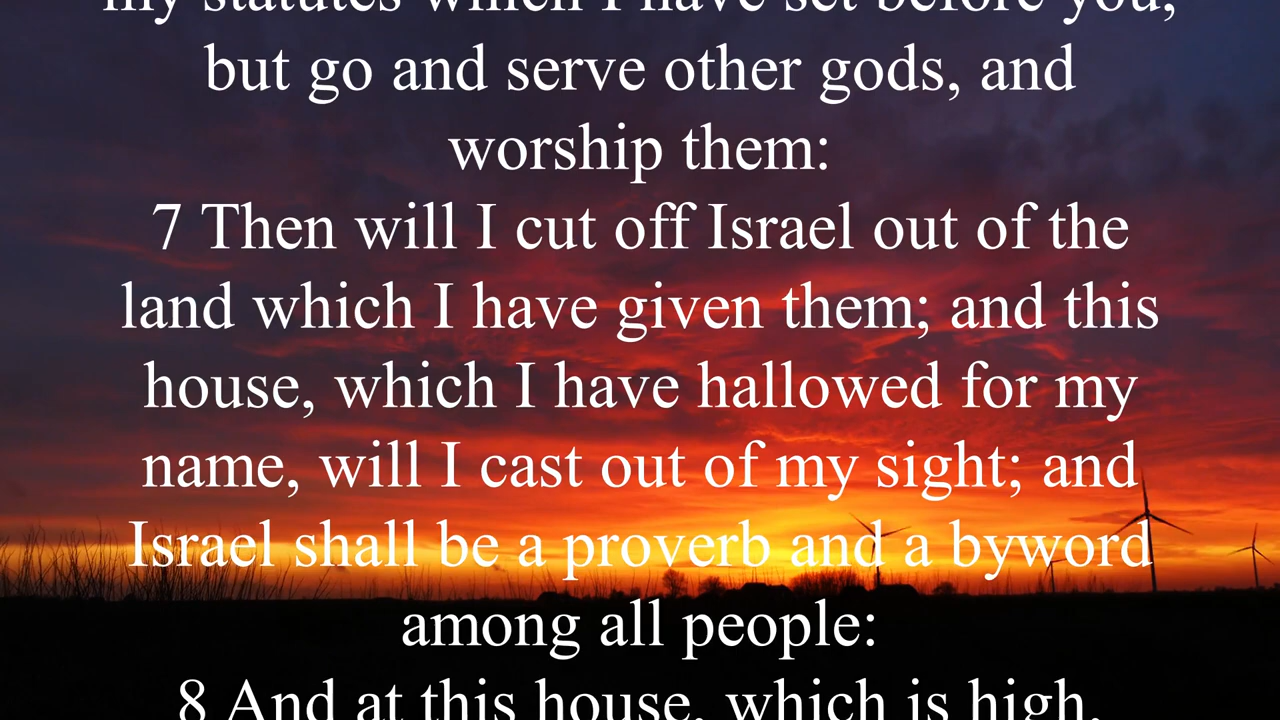 my statutes which I have set before you,
but go and serve other gods, and
worship them:
7 Then will I cut off Israel out of the
land which I have given them; and this
house, which I have hallowed for my
name, will I cast out of my sight; and
Israel shall be a proverb and a byword
among all people:
8 And at this house, which is high,